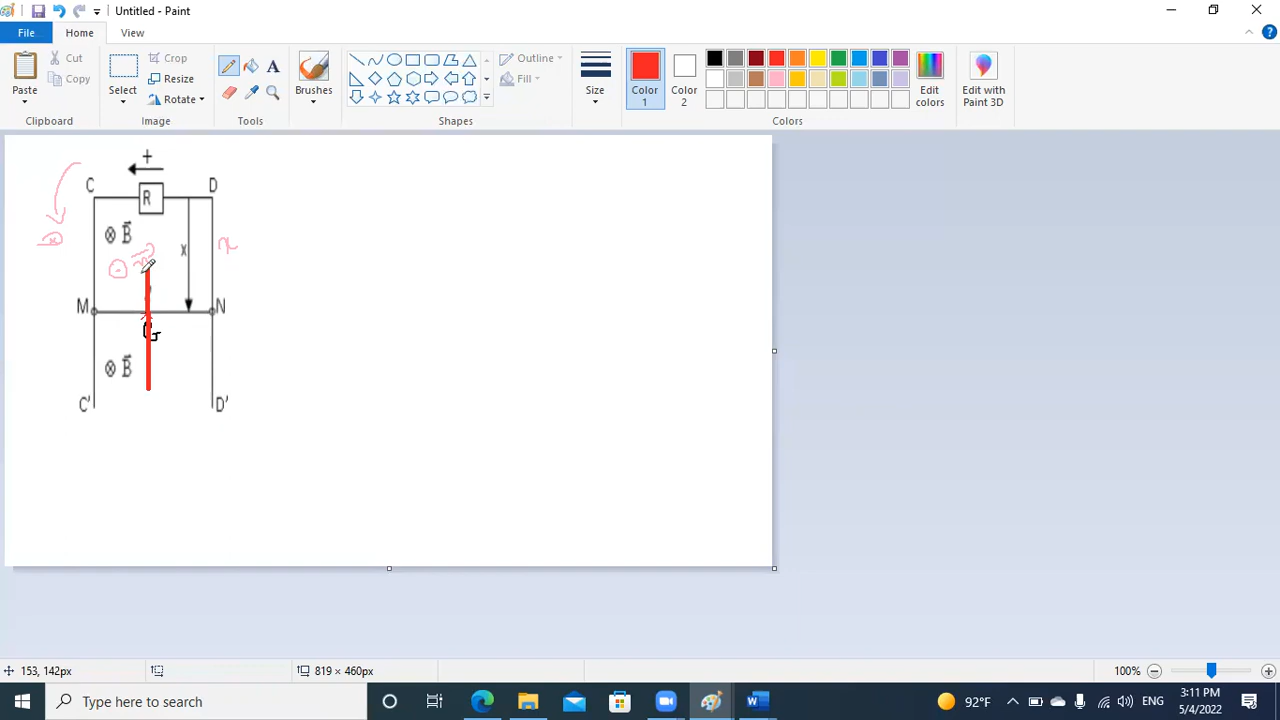 Untitled - Paint
File
Home
View
Paste
Cut
Copy
Clipboard
Select
Crop
Resize
Rotate
Image
A
Tools
Brushes
Outline
Fill
Shapes
Size
Color
1
Color
2
Edit
colors
Edit with
Paint 3D
Colors
+
C
R
D
⊗ B⃗
x
x
⊙ n⃗
M
N
G
⊗ B⃗
C'
D'
153, 142px
819 × 460px
100%
Type here to search
92°F
ENG
3:11 PM
5/4/2022